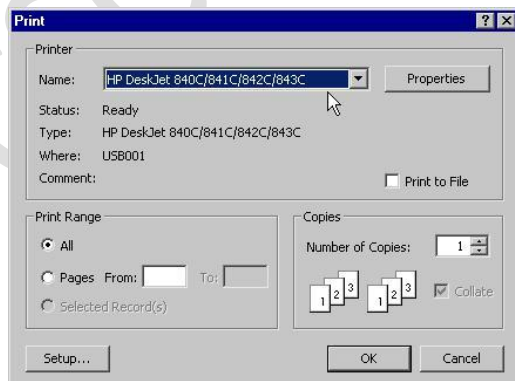 Print
Printer
Name: HP DeskJet 840C/841C/842C/843C Properties
Status: Ready
Type: HP DeskJet 840C/841C/842C/843C
Where: USB001
Comment: Print to File
Print Range
All
Pages From: To:
Selected Record(s)
Copies
Number of Copies: 1
1 2 3 1 2 3 Collate
Setup... OK Cancel